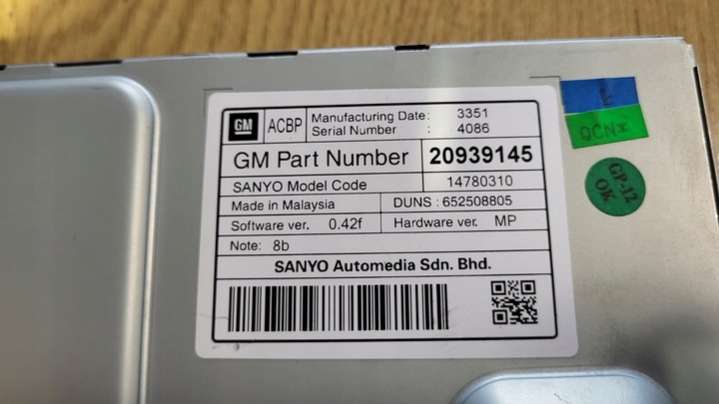 GM ACBP Manufacturing Date: 3351
Serial Number : 4086
GM Part Number 20939145
SANYO Model Code 14780310
Made in Malaysia DUNS : 652508805
Software ver. 0.42f Hardware ver. MP
Note: 8b
SANYO Automedia Sdn. Bhd.
QCN
GP-12
OK